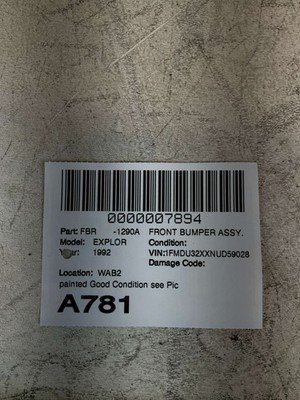 0000007894
Part: FBR -1290A FRONT BUMPER ASSY.
Model: EXPLOR Condition:
Year: 1992 VIN:1FMDU32XXNUD59028
Damage Code:
Location: WAB2
painted Good Condition see Pic
A781